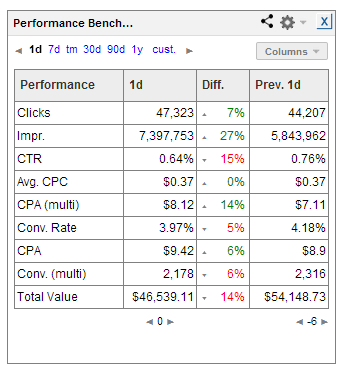 Performance Bench...
X
1d 7d tm 30d 90d 1y cust.
Columns
Performance 1d Diff. Prev. 1d
Clicks 47,323 7% 44,207
Impr. 7,397,753 27% 5,843,962
CTR 0.64% 15% 0.76%
Avg. CPC $0.37 0% $0.37
CPA (multi) $8.12 14% $7.11
Conv. Rate 3.97% 5% 4.18%
CPA $9.42 6% $8.9
Conv. (multi) 2,178 6% 2,316
Total Value $46,539.11 14% $54,148.73
0 -6